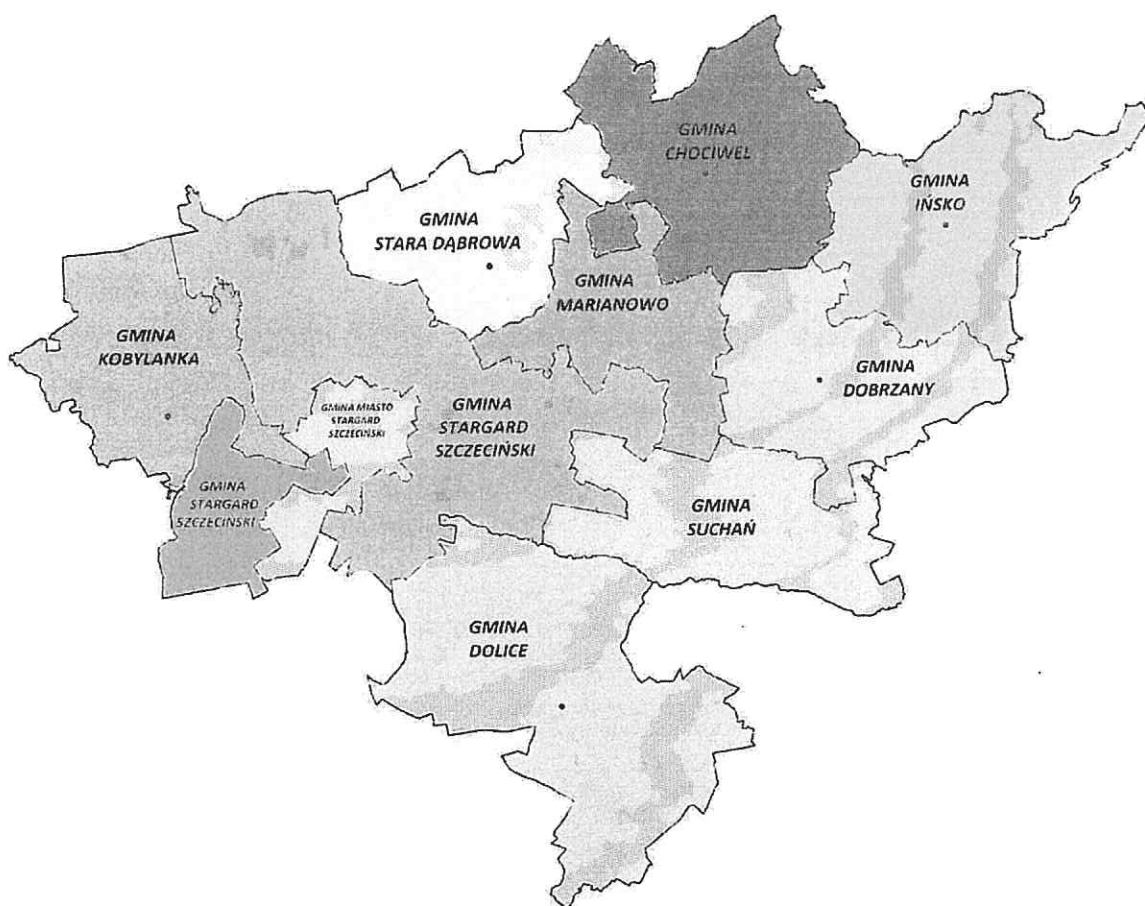 GMINA
CHOCIWEL
GMINA
IŃSKO
GMINA
STARA DĄBROWA
GMINA
MARIANOWO
GMINA
KOBYLANKA
GMINA
DOBRZANY
GMINA MIASTO
STARGARD
SZCZECIŃSKI
GMINA
STARGARD
SZCZECIŃSKI
GMINA
STARGARD
SZCZECIŃSKI
GMINA
SUCHAŃ
GMINA
DOLICE